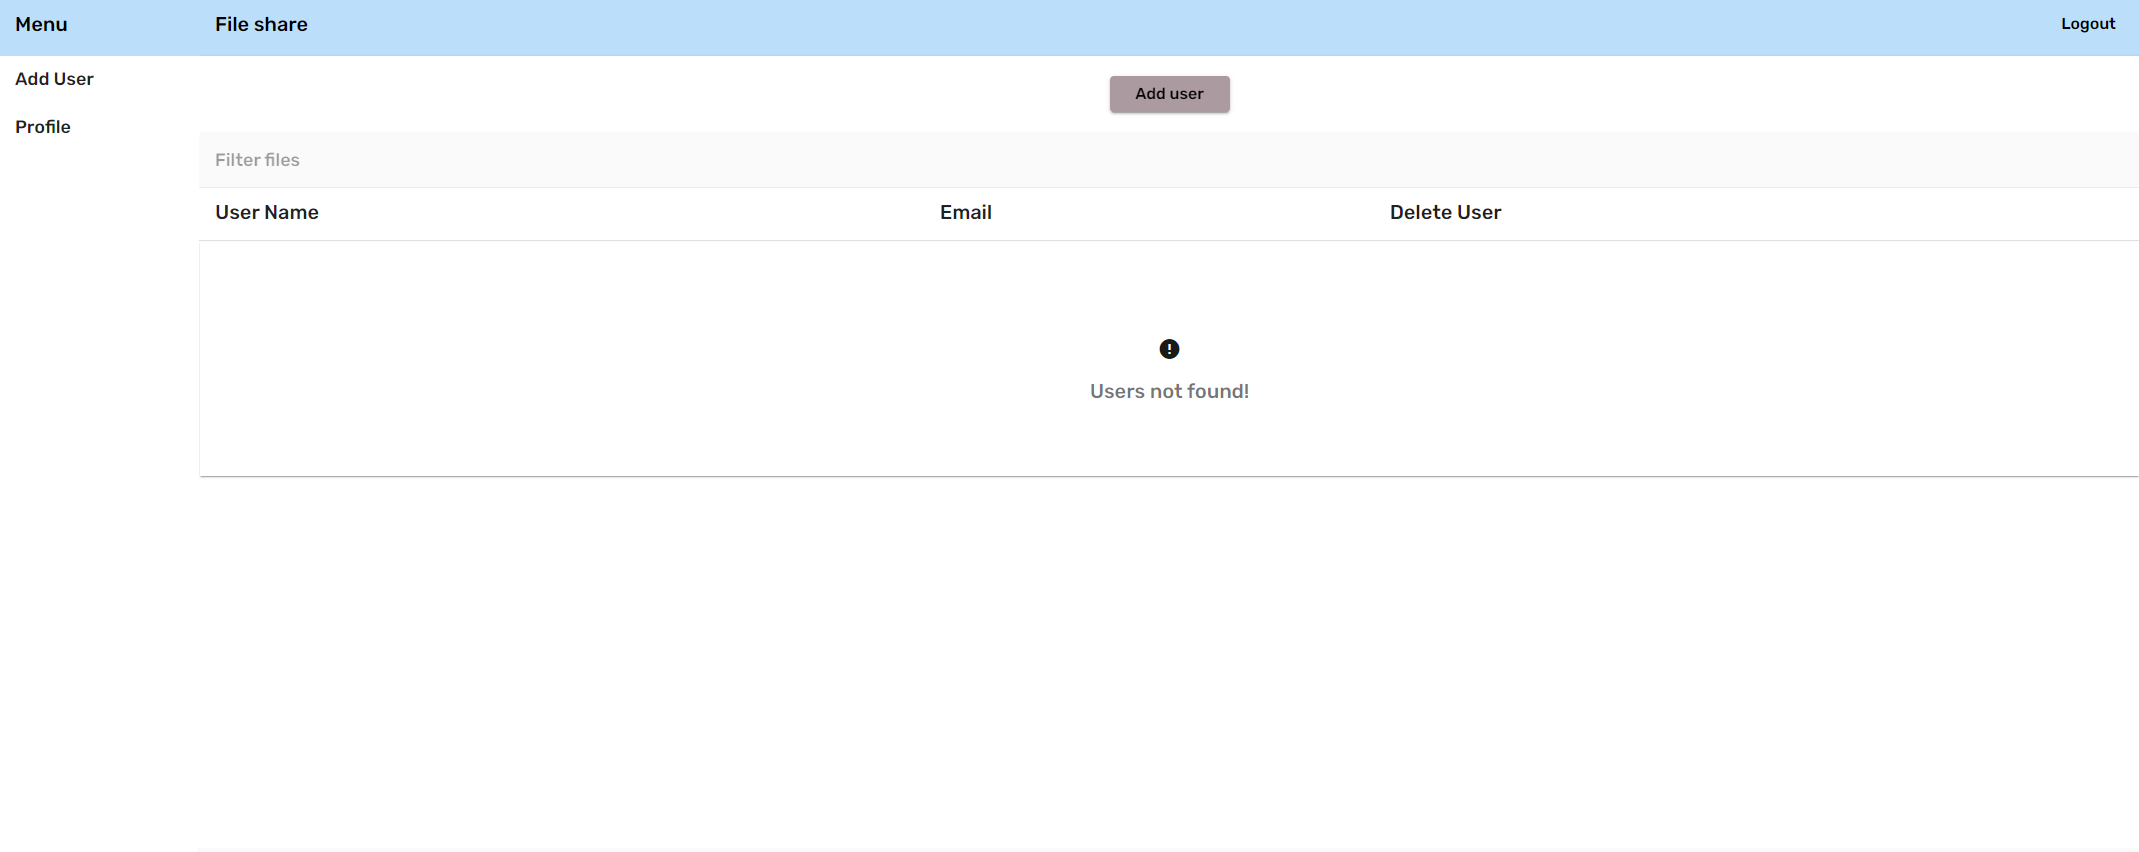 Menu
File share
Logout
Add User
Profile
Add user
Filter files
User Name
Email
Delete User
Users not found!